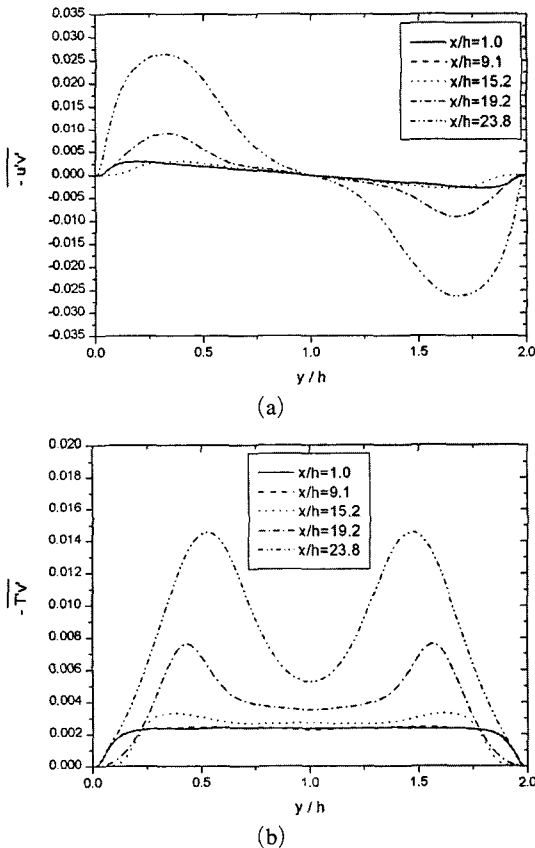 0.035
0.030
0.025
0.020
0.015
0.010
0.005
0.000
-0.005
-0.010
-0.015
-0.020
-0.025
-0.030
-0.035
- u'v'
x/h=1.0
x/h=9.1
x/h=15.2
x/h=19.2
x/h=23.8
0.0 0.5 1.0 1.5 2.0
y / h
(a)
0.020
0.018
0.016
0.014
0.012
0.010
0.008
0.006
0.004
0.002
0.000
- T'v'
x/h=1.0
x/h=9.1
x/h=15.2
x/h=19.2
x/h=23.8
0.0 0.5 1.0 1.5 2.0
y / h
(b)